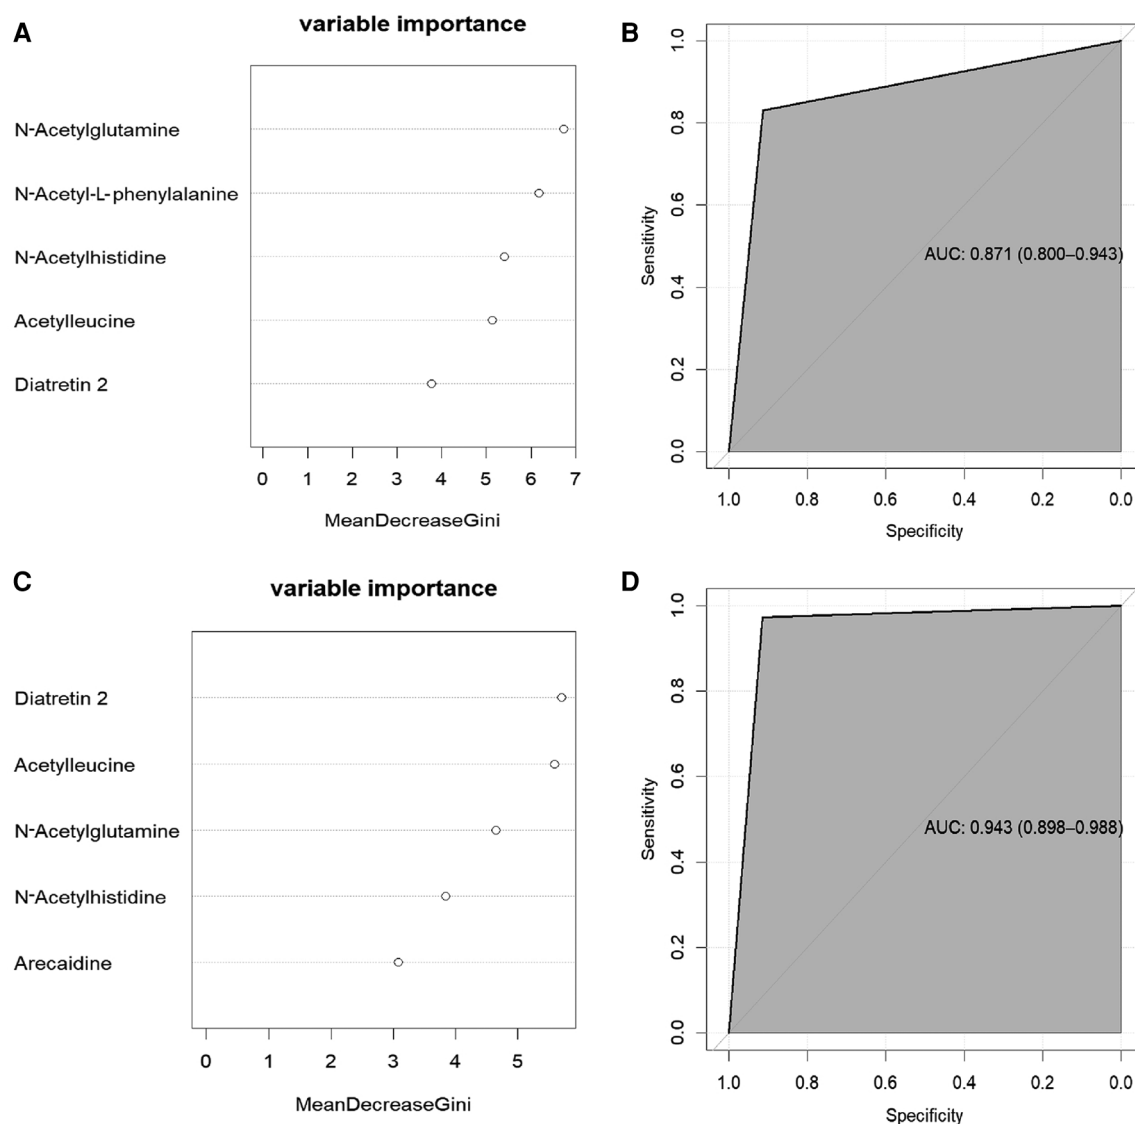 A
variable importance
N-Acetylglutamine
N-Acetyl-L-phenylalanine
N-Acetylhistidine
Acetylleucine
Diatretin 2
0 1 2 3 4 5 6 7
MeanDecreaseGini
B
Sensitivity
1.0
0.8
0.6
0.4
0.2
0.0
AUC: 0.871 (0.800–0.943)
1.0 0.8 0.6 0.4 0.2 0.0
Specificity
C
variable importance
Diatretin 2
Acetylleucine
N-Acetylglutamine
N-Acetylhistidine
Arecaidine
0 1 2 3 4 5
MeanDecreaseGini
D
Sensitivity
1.0
0.8
0.6
0.4
0.2
0.0
AUC: 0.943 (0.898–0.988)
1.0 0.8 0.6 0.4 0.2 0.0
Specificity